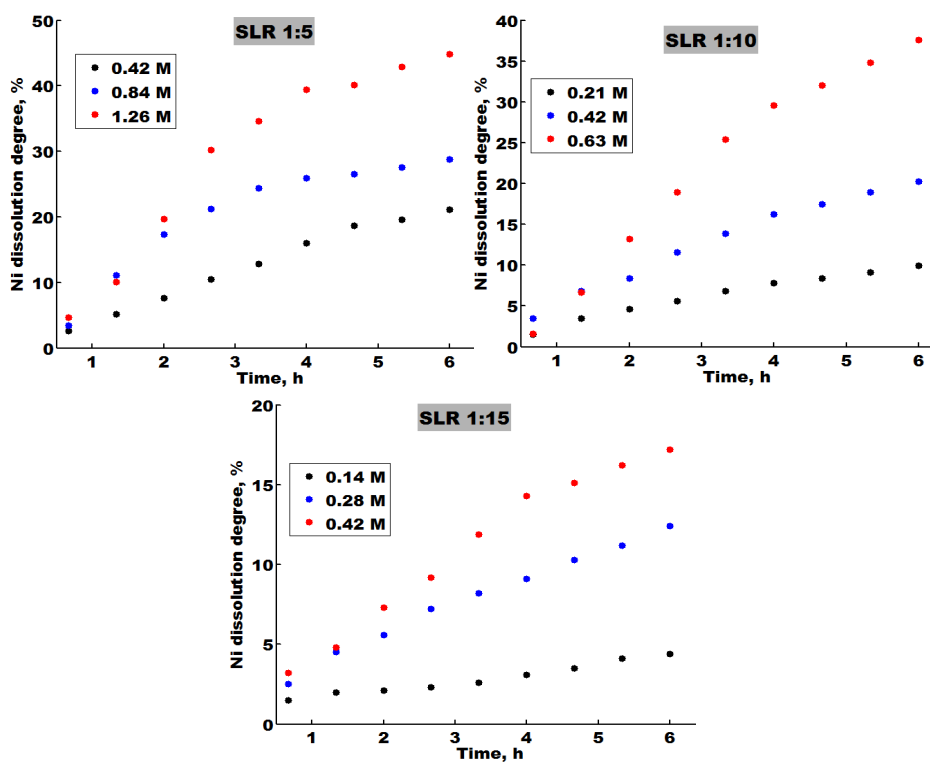 SLR 1:5
Ni dissolution degree, %
50
40
30
20
10
0
0.42 M
0.84 M
1.26 M
1 2 3 4 5 6
Time, h
SLR 1:10
Ni dissolution degree, %
40
35
30
25
20
15
10
5
0
0.21 M
0.42 M
0.63 M
1 2 3 4 5 6
Time, h
SLR 1:15
Ni dissolution degree, %
20
15
10
5
0
0.14 M
0.28 M
0.42 M
1 2 3 4 5 6
Time, h